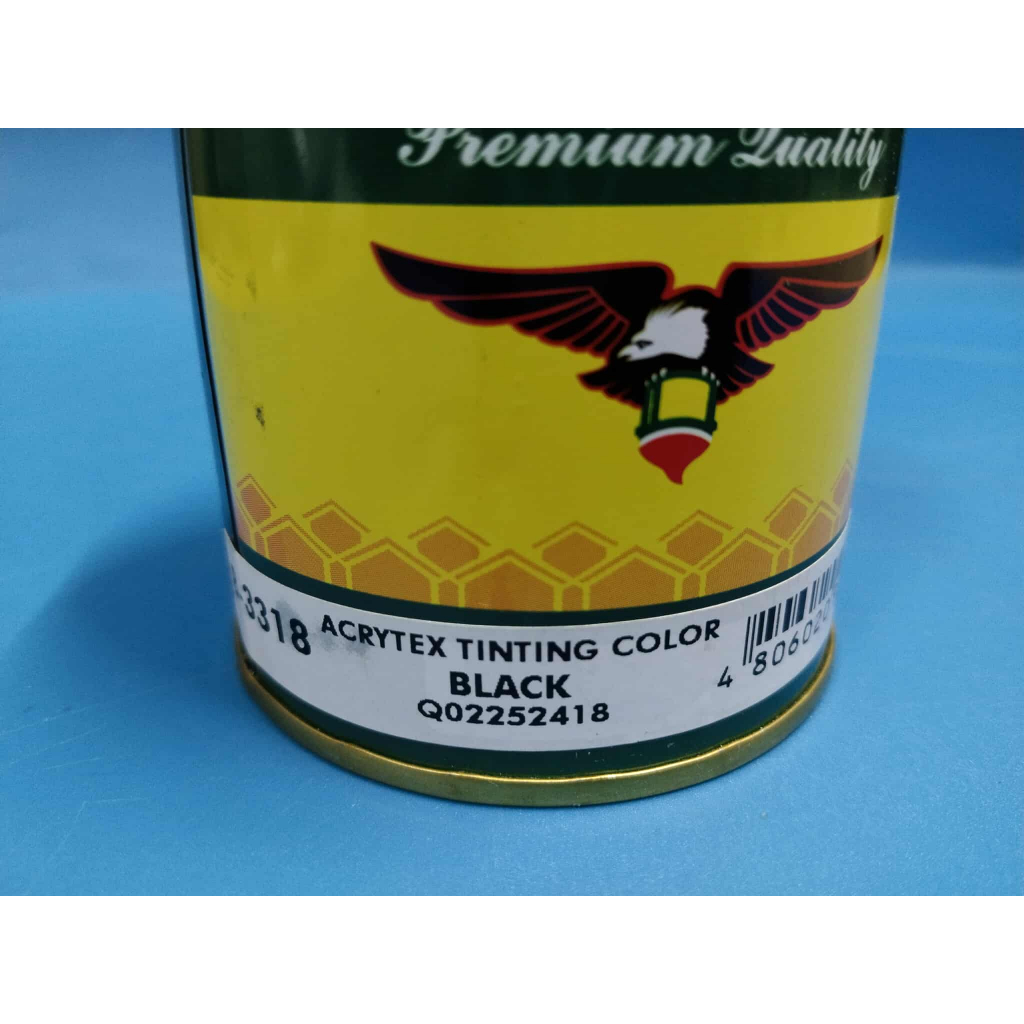 Premium Quality
-3318
ACRYTEX TINTING COLOR
BLACK
Q02252418
4 80602